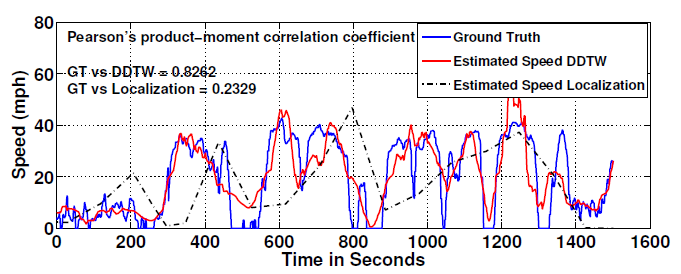 80
60
40
20
0
Speed (mph)
Pearson's product−moment correlation coefficient
GT vs DDTW = 0.8262
GT vs Localization = 0.2329
Ground Truth
Estimated Speed DDTW
Estimated Speed Localization
0 200 400 600 800 1000 1200 1400 1600
Time in Seconds